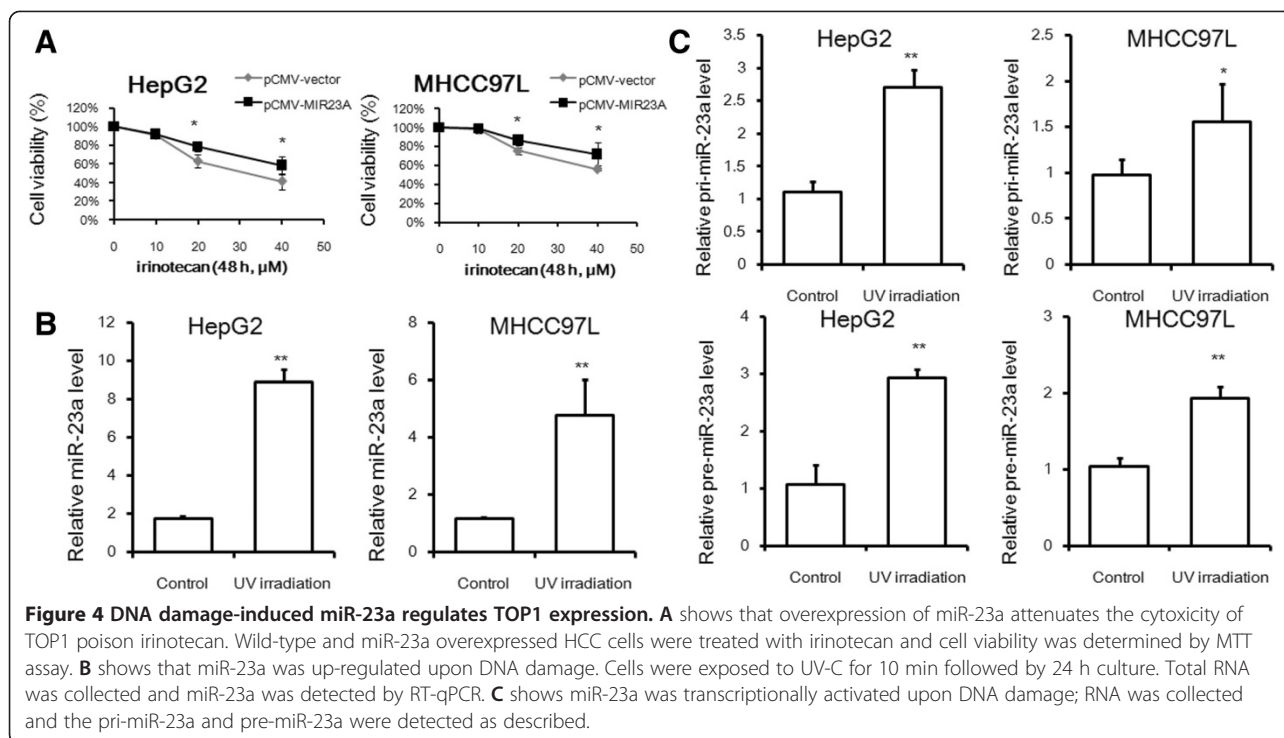 A
HepG2
pCMV-vector
pCMV-MIR23A
Cell viability (%)
120%
100%
80%
60%
40%
20%
0%
* *
0 10 20 30 40 50
irinotecan (48 h, µM)
MHCC97L
pCMV-vector
pCMV-MIR23A
Cell viability (%)
120%
100%
80%
60%
40%
20%
0%
* *
0 10 20 30 40 50
irinotecan (48 h, µM)
B
HepG2
Relative miR-23a level
12
10
8
6
4
2
0
**
Control UV irradiation
MHCC97L
Relative miR-23a level
8
6
4
2
0
**
Control UV irradiation
C
HepG2
Relative pri-miR-23a level
3.5
3
2.5
2
1.5
1
0.5
0
**
Control UV irradiation
MHCC97L
Relative pri-miR-23a level
2.5
2
1.5
1
0.5
0
*
Control UV irradiation
HepG2
Relative pre-miR-23a level
4
3
2
1
0
**
Control UV irradiation
MHCC97L
Relative pre-miR-23a level
3
2
1
0
**
Control UV irradiation
Figure 4 DNA damage-induced miR-23a regulates TOP1 expression. A shows that overexpression of miR-23a attenuates the cytoxicity of
TOP1 poison irinotecan. Wild-type and miR-23a overexpressed HCC cells were treated with irinotecan and cell viability was determined by MTT
assay. B shows that miR-23a was up-regulated upon DNA damage. Cells were exposed to UV-C for 10 min followed by 24 h culture. Total RNA
was collected and miR-23a was detected by RT-qPCR. C shows miR-23a was transcriptionally activated upon DNA damage; RNA was collected
and the pri-miR-23a and pre-miR-23a were detected as described.